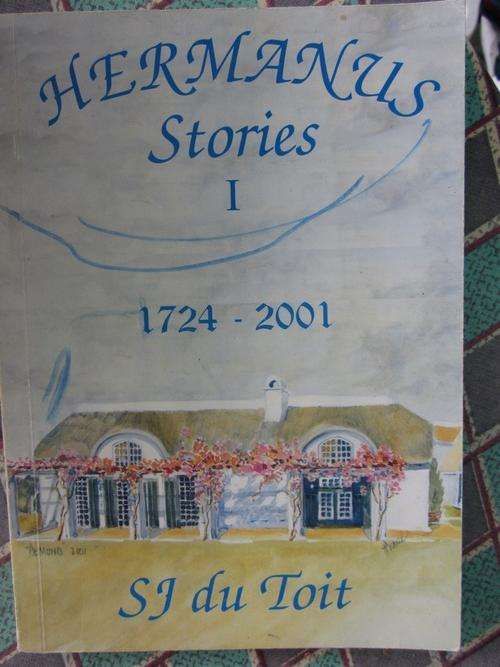 HERMANUS
Stories
I
1724 - 2001
SJ du Toit